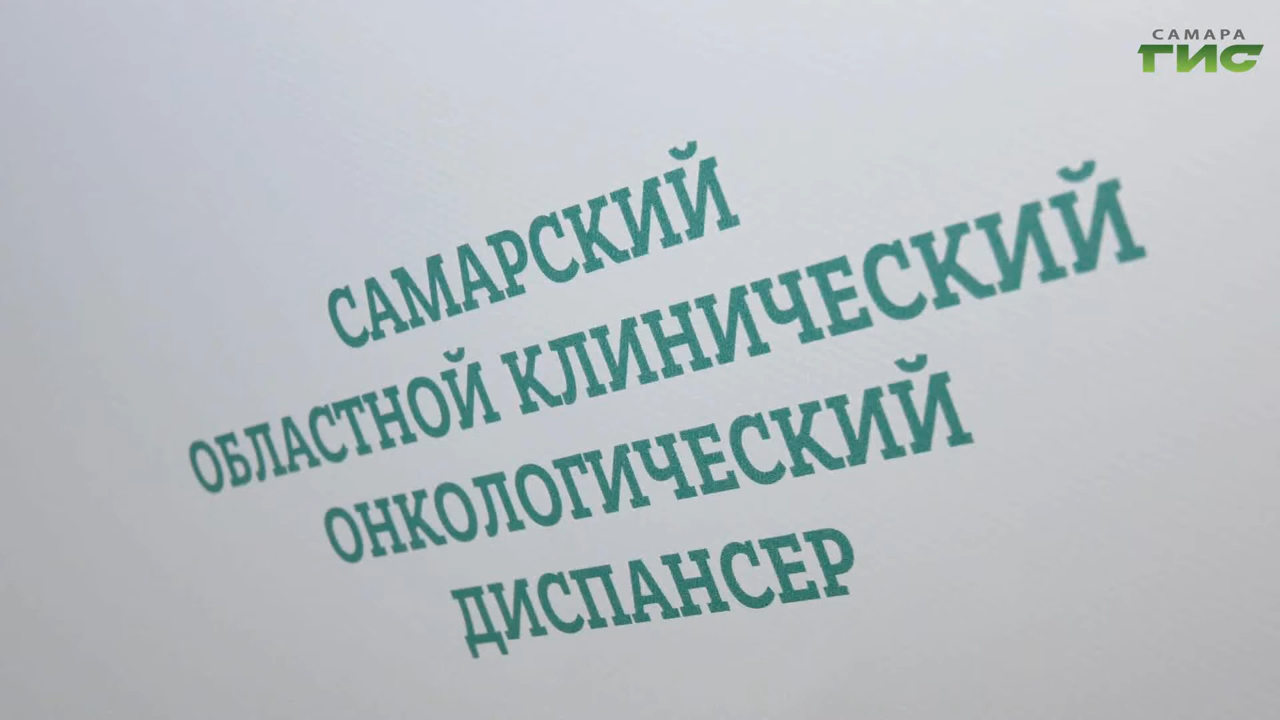 САМАРА
ГИС
САМАРСКИЙ
ОБЛАСТНОЙ КЛИНИЧЕСКИЙ
ОНКОЛОГИЧЕСКИЙ
ДИСПАНСЕР